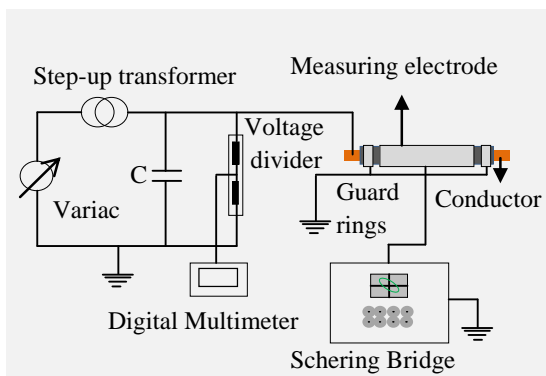 Step-up transformer
Measuring electrode
Voltage
divider
C
Variac
Guard
rings
Conductor
Digital Multimeter
Schering Bridge